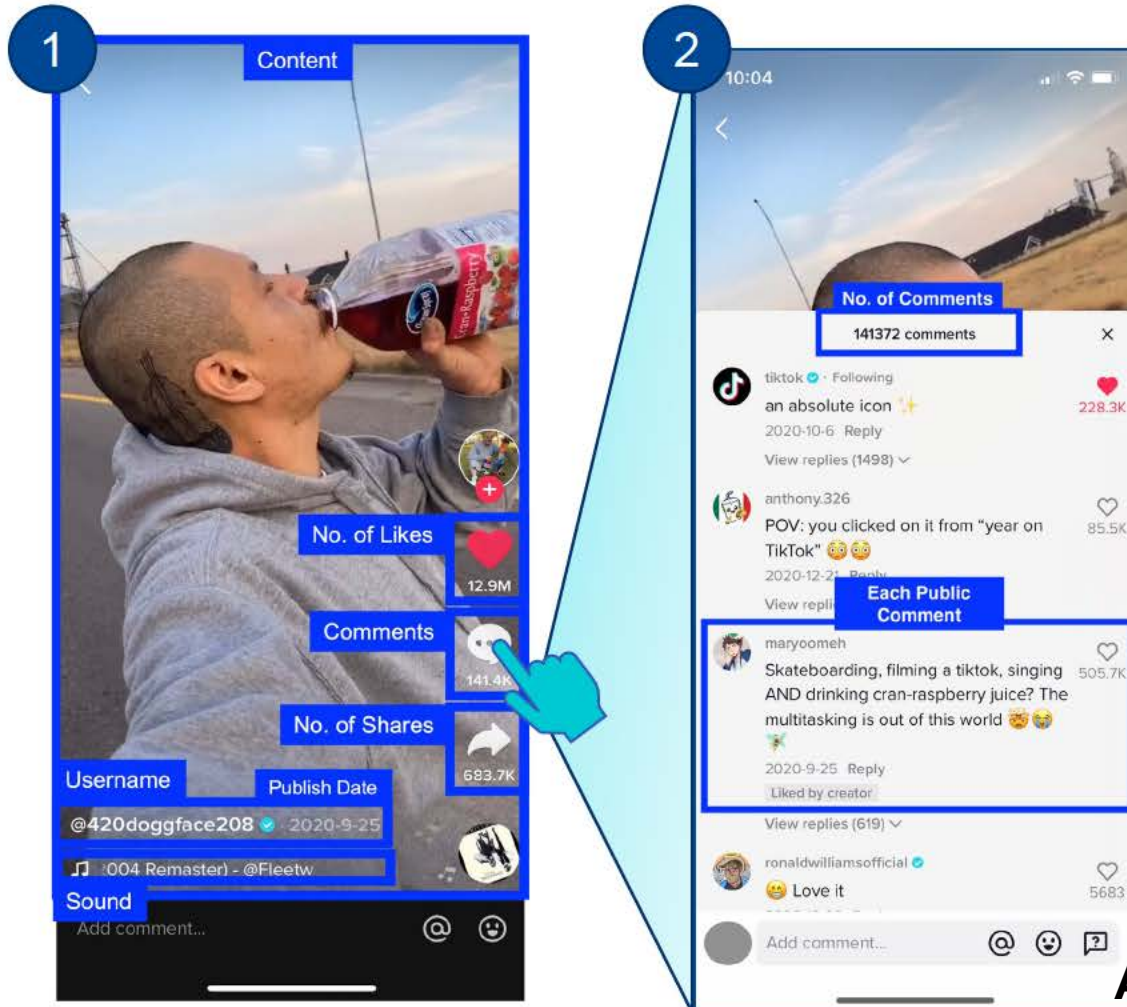 1
Content
Cran-Raspberry
No. of Likes
12.9M
Comments
141.4K
No. of Shares
683.7K
Username
Publish Date
@420doggface208 · 2020-9-25
2004 Remaster) - @Fleetw
Sound
Add comment...
2
10:04
No. of Comments
141372 comments
tiktok · Following
an absolute icon ✨
228.3K
2020-10-6 Reply
View replies (1498)
anthony.326
POV: you clicked on it from “year on
TikTok” 😳😳
85.5K
2020-12-21 Reply
View repli
Each Public
Comment
maryoomeh
Skateboarding, filming a tiktok, singing
AND drinking cran-raspberry juice? The
multitasking is out of this world 🤯😭
🧚
505.7K
2020-9-25 Reply
Liked by creator
View replies (619)
ronaldwilliamsofficial
😁 Love it
5683
Add comment...
A